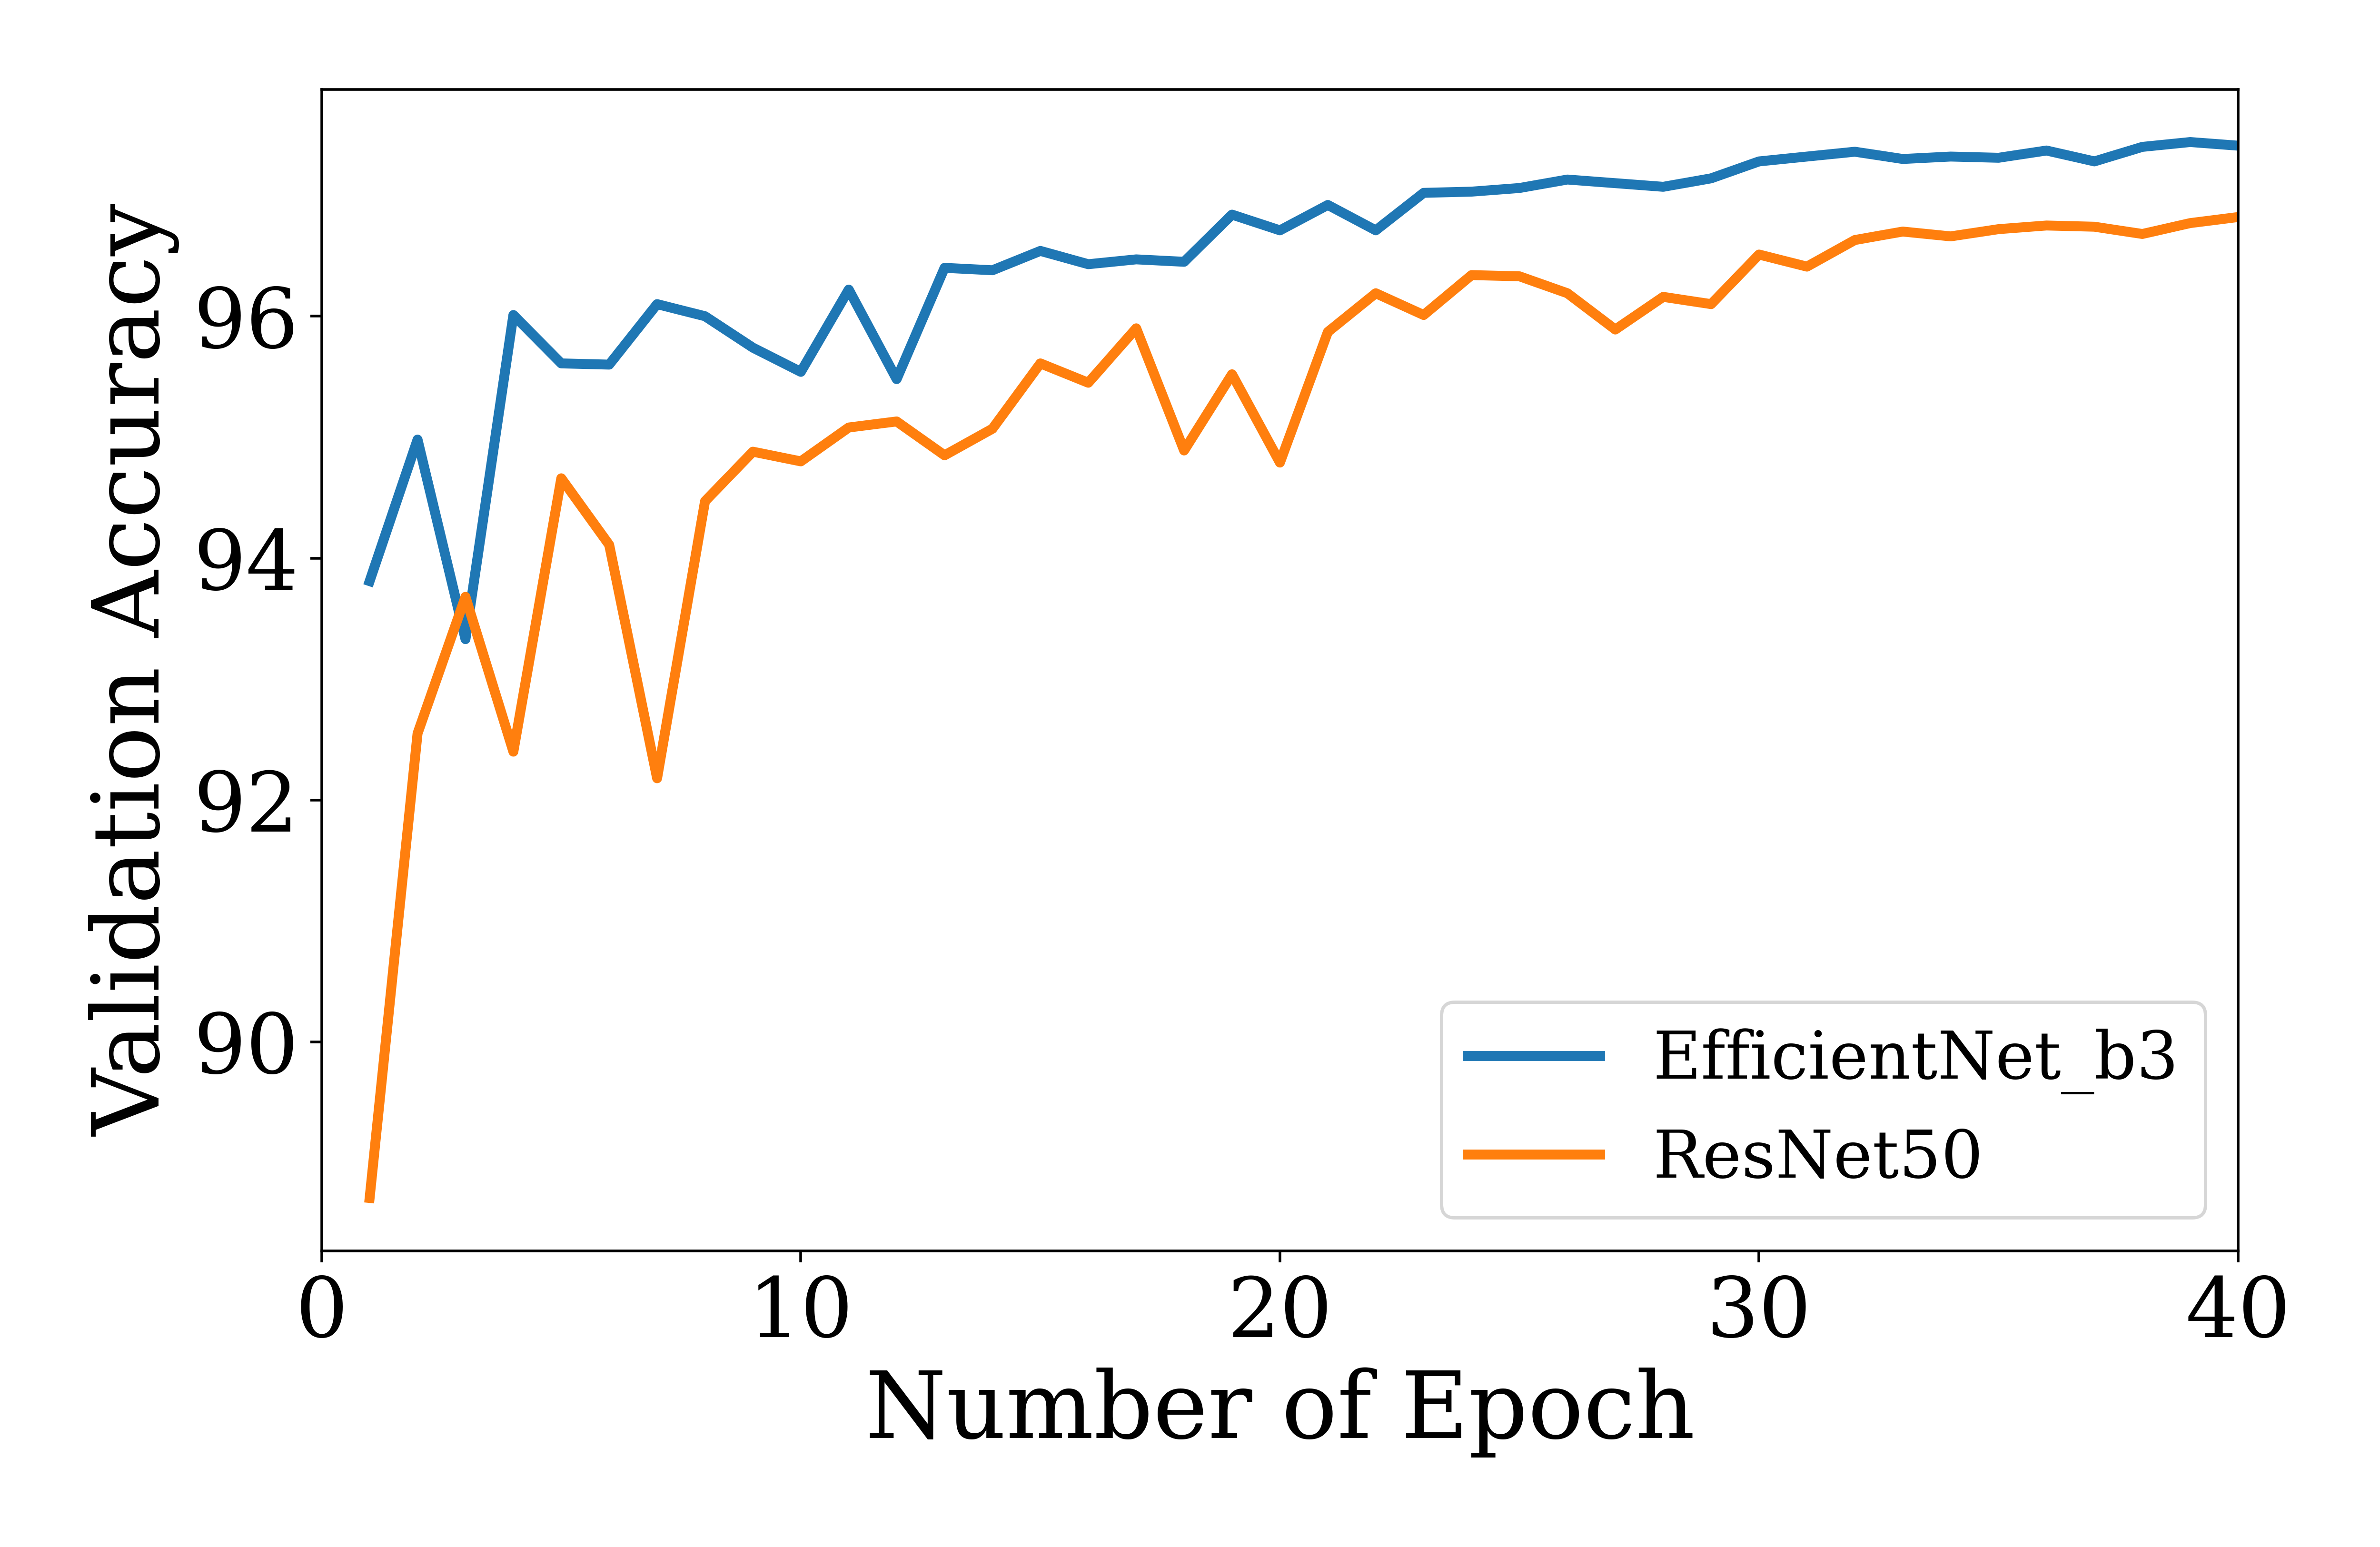 Validation Accuracy
96
94
92
90
EfficientNet_b3
ResNet50
0 10 20 30 40
Number of Epoch